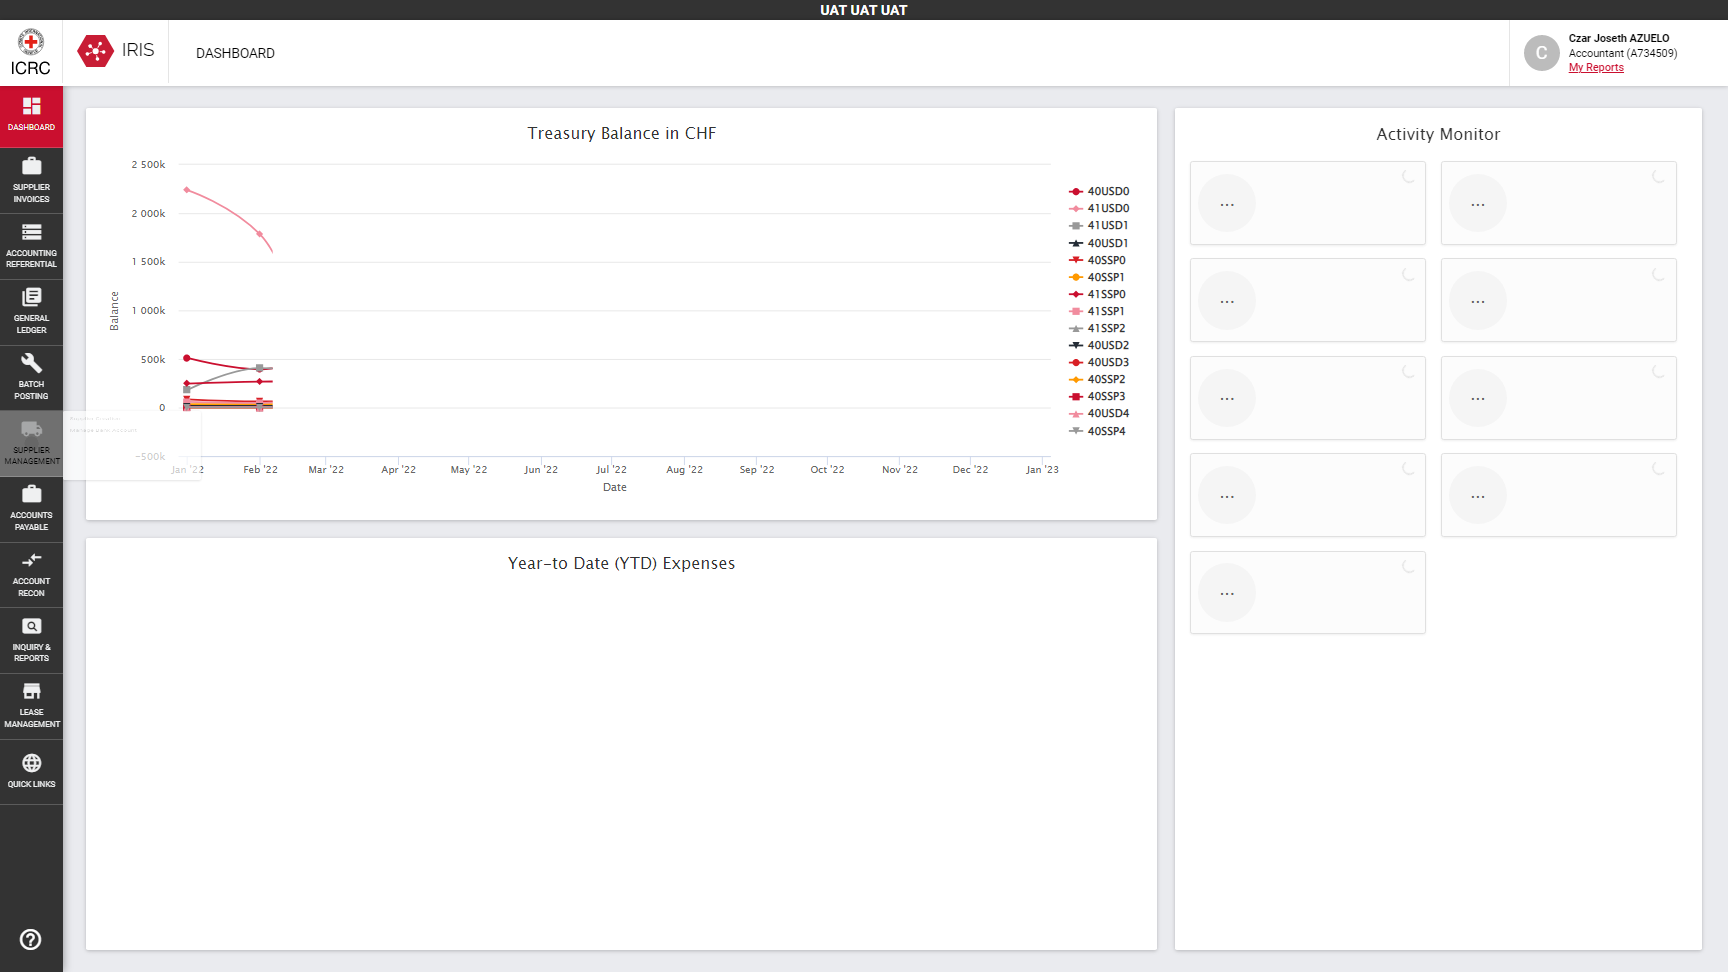 UAT UAT UAT
ICRC
IRIS
DASHBOARD
Czar Joseth AZUELO
Accountant (A734509)
My Reports
DASHBOARD
SUPPLIER
INVOICES
ACCOUNTING
REFERENTIAL
GENERAL
LEDGER
BATCH
POSTING
SUPPLIER
MANAGEMENT
ACCOUNTS
PAYABLE
ACCOUNT
RECON
INQUIRY &
REPORTS
LEASE
MANAGEMENT
QUICK LINKS
Treasury Balance in CHF
2 500k
2 000k
1 500k
1 000k
500k
0
-500k
Balance
Jan '22
Feb '22
Mar '22
Apr '22
May '22
Jun '22
Jul '22
Aug '22
Sep '22
Oct '22
Nov '22
Dec '22
Jan '23
Date
40USD0
41USD0
41USD1
40USD1
40SSP0
40SSP1
41SSP0
41SSP1
41SSP2
40USD2
40USD3
40SSP2
40SSP3
40USD4
40SSP4
Year-to Date (YTD) Expenses
Activity Monitor
...
...
...
...
...
...
...
...
...